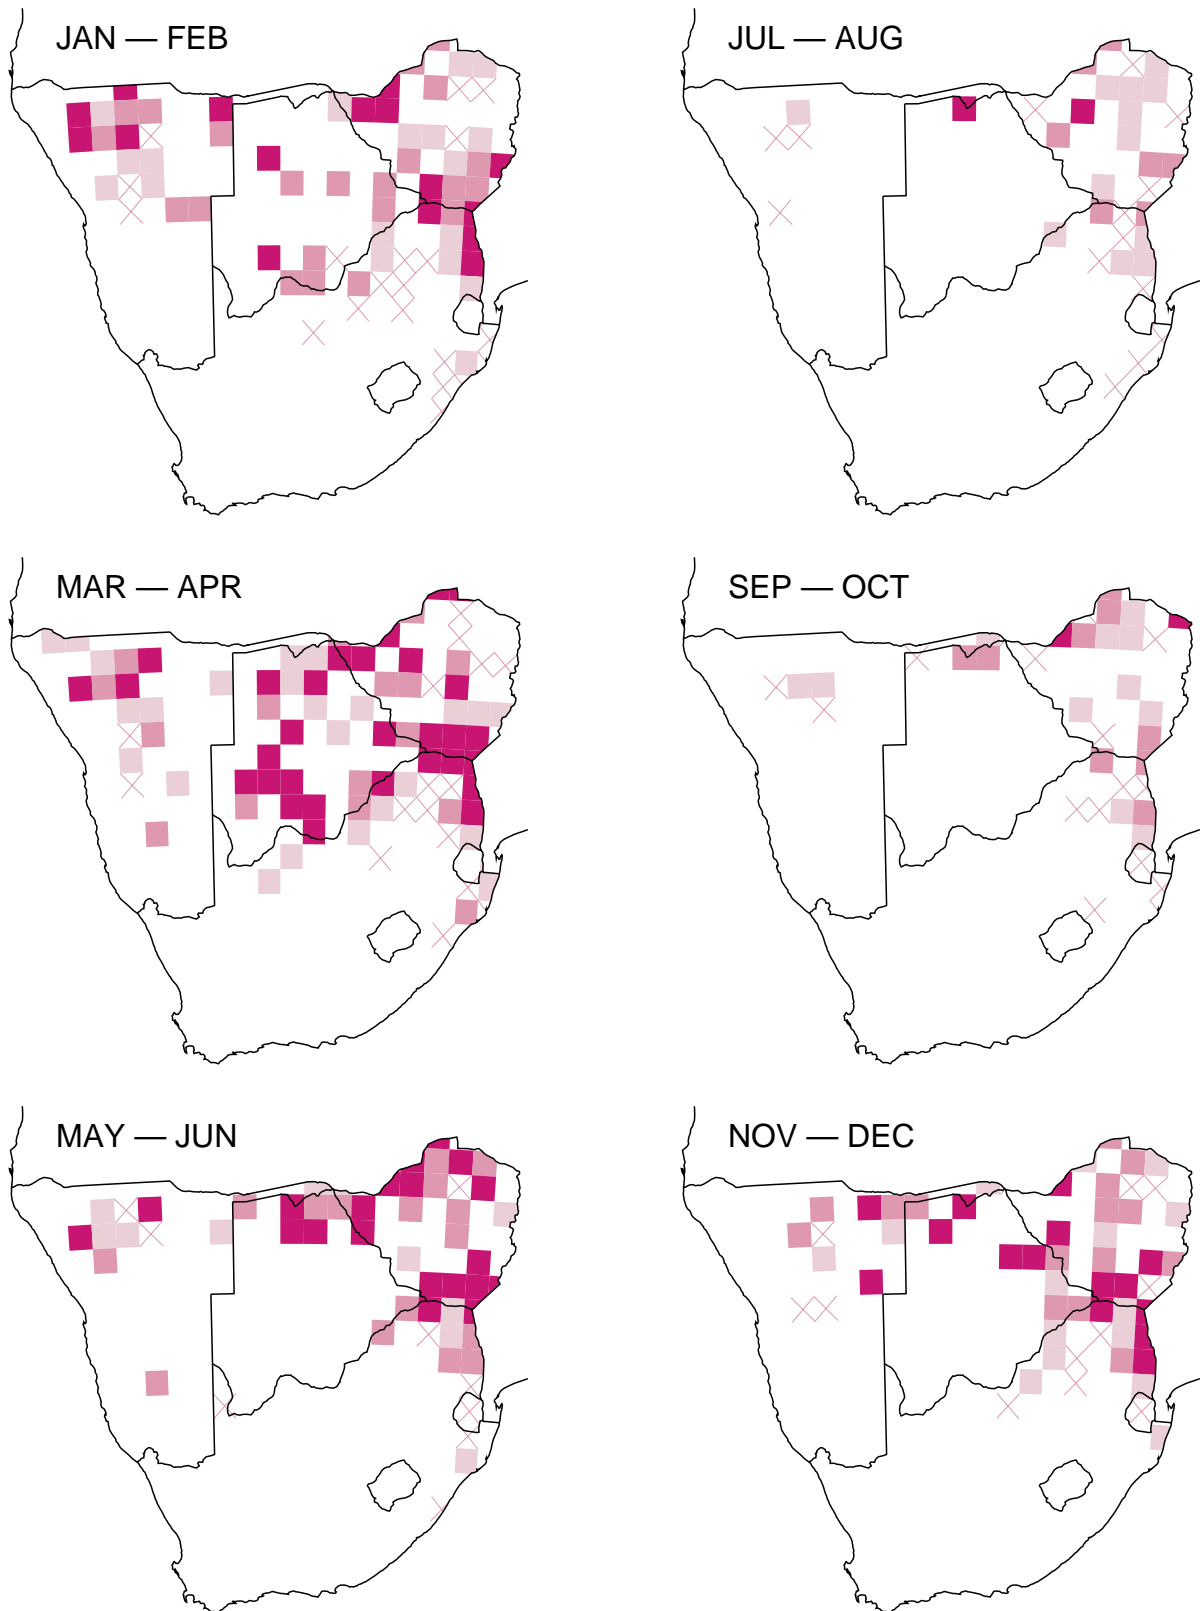 JAN — FEB
JUL — AUG
MAR — APR
SEP — OCT
MAY — JUN
NOV — DEC